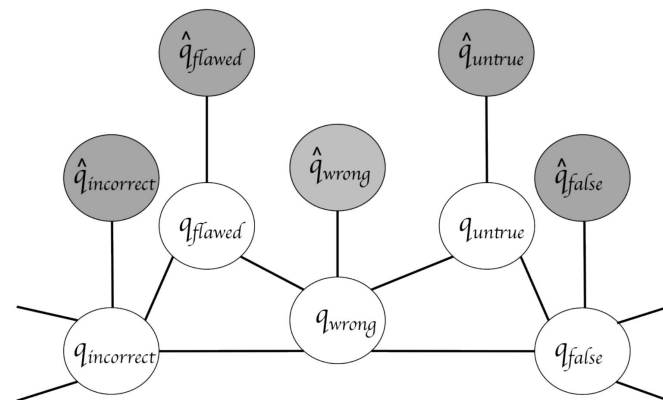 q̂flawed
q̂untrue
q̂incorrect
q̂wrong
q̂false
qflawed
quntrue
qwrong
qincorrect
qfalse